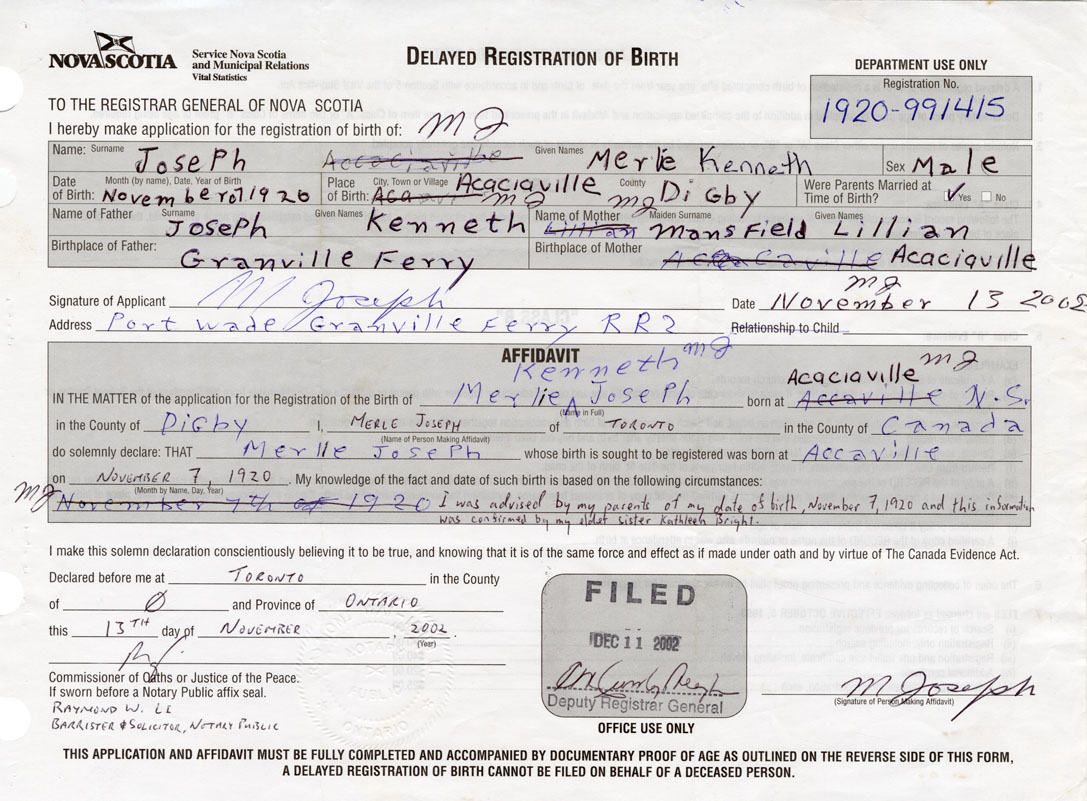 NOVA SCOTIA
Service Nova Scotia
and Municipal Relations
Vital Statistics
DELAYED REGISTRATION OF BIRTH
DEPARTMENT USE ONLY
Registration No.
1920-991415
TO THE REGISTRAR GENERAL OF NOVA SCOTIA
I hereby make application for the registration of birth of: MJ
Name: Surname Joseph Accaciaville Given Names Merlie Kenneth Sex Male
Date of Birth: Month (by name), Date, Year of Birth November 07.1920 Place of Birth: City, Town or Village Acaciaville MJ County MJ Digby Were Parents Married at Time of Birth? ✓ Yes No
Name of Father Surname Joseph Given Names Kenneth Name of Mother Lillian Maiden Surname Mansfield Given Names Lillian
Birthplace of Father: Granville Ferry Birthplace of Mother Acaciaville
MJ
Signature of Applicant M Joseph Date November 13 2002
Address Port Wade Granville Ferry RR2 Relationship to Child
AFFIDAVIT
Kenneth MJ Acaciaville MJ
IN THE MATTER of the application for the Registration of the Birth of Merlie Joseph born at Accaville N.S.
(Name in Full)
in the County of Digby I, MERLE JOSEPH of TORONTO in the County of Canada
(Name of Person Making Affidavit)
do solemnly declare: THAT Merlie Joseph whose birth is sought to be registered was born at Accaville
on NOVEMBER 7, 1920. My knowledge of the fact and date of such birth is based on the following circumstances:
(Month by Name, Day, Year)
MJ November 7th of 1920 I was advised by my parents of my date of birth, November 7, 1920 and this information
was confirmed by my oldest sister Kathleen Bright.
I make this solemn declaration conscientiously believing it to be true, and knowing that it is of the same force and effect as if made under oath and by virtue of The Canada Evidence Act.
Declared before me at TORONTO in the County
of Ø and Province of ONTARIO
this 13TH day of NOVEMBER, 2002.
(Year)
Commissioner of Oaths or Justice of the Peace.
If sworn before a Notary Public affix seal.
RAYMOND W. LI
BARRISTER & SOLICITOR, NOTARY PUBLIC
FILED
DEC 11 2002
Deputy Registrar General
OFFICE USE ONLY
M Joseph
(Signature of Person Making Affidavit)
THIS APPLICATION AND AFFIDAVIT MUST BE FULLY COMPLETED AND ACCOMPANIED BY DOCUMENTARY PROOF OF AGE AS OUTLINED ON THE REVERSE SIDE OF THIS FORM,
A DELAYED REGISTRATION OF BIRTH CANNOT BE FILED ON BEHALF OF A DECEASED PERSON.